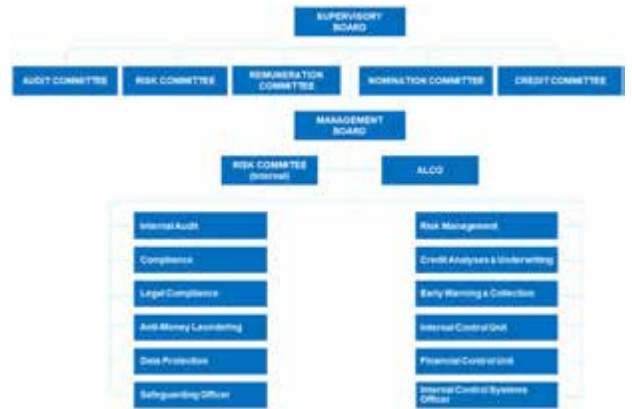 SUPERVISORY
BOARD
AUDIT COMMITTEE
RISK COMMITTEE
REMUNERATION
COMMITTEE
NOMINATION COMMITTEE
CREDIT COMMITTEE
MANAGEMENT
BOARD
RISK COMMITEE
(Internal)
ALCO
Internal Audit
Risk Management
Compliance
Credit Analyses & Underwriting
Legal Compliance
Early Warning & Collection
Anti-Money Laundering
Internal Control Unit
Data Protection
Financial Control Unit
Safeguarding Officer
Internal Control Systems
Officer